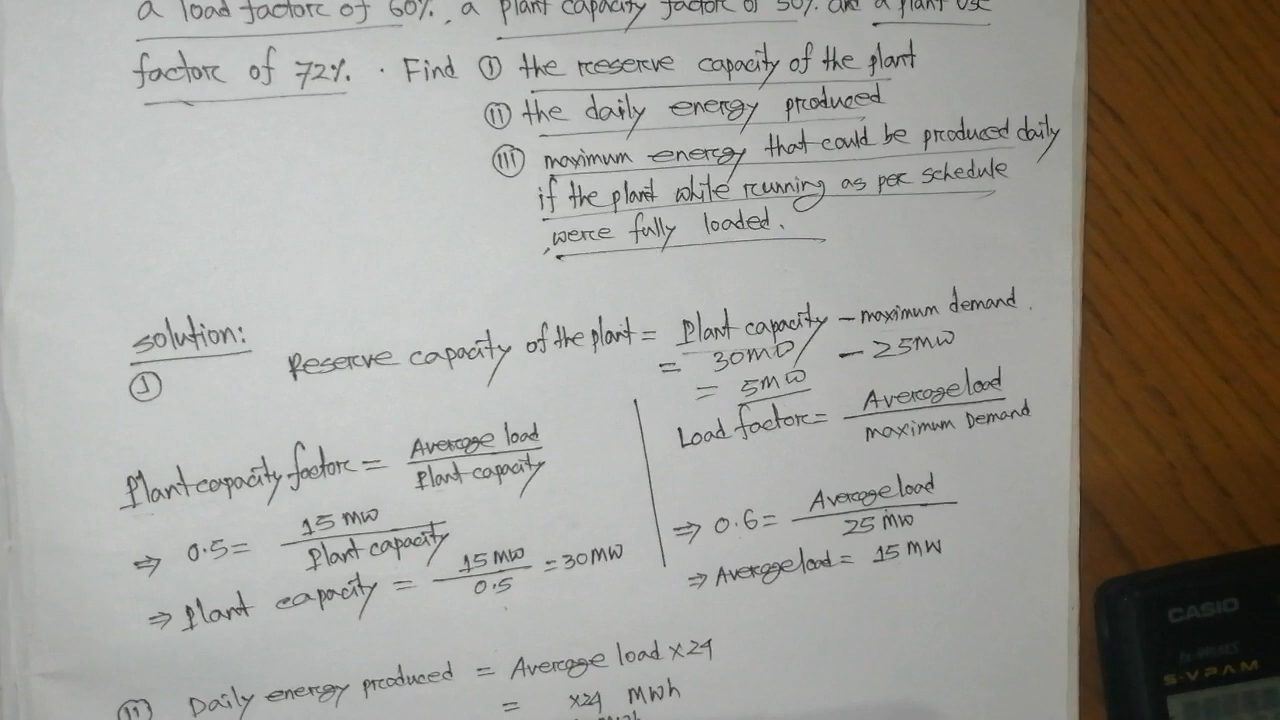 a load factor of 60%, a plant capacity factor of 50% and a plant use
factor of 72%. Find ① the reserve capacity of the plant
ⅱ the daily energy produced
ⅲ maximum energy that could be produced daily
if the plant while running as per schedule
were fully loaded.
solution:
① Reserve capacity of the plant = Plant capacity - maximum demand.
= 30MW - 25MW
= 5MW
Plant capacity factor = Average load / Plant capacity
⇒ 0.5 = 15 MW / Plant capacity
⇒ Plant capacity = 15 MW / 0.5 = 30MW
Load factor = Average load / maximum Demand
⇒ 0.6 = Average load / 25 MW
⇒ Average load = 15 MW
ⅱ Daily energy produced = Average load x 24
= x24 MWh
CASIO
S-V.P.A.M